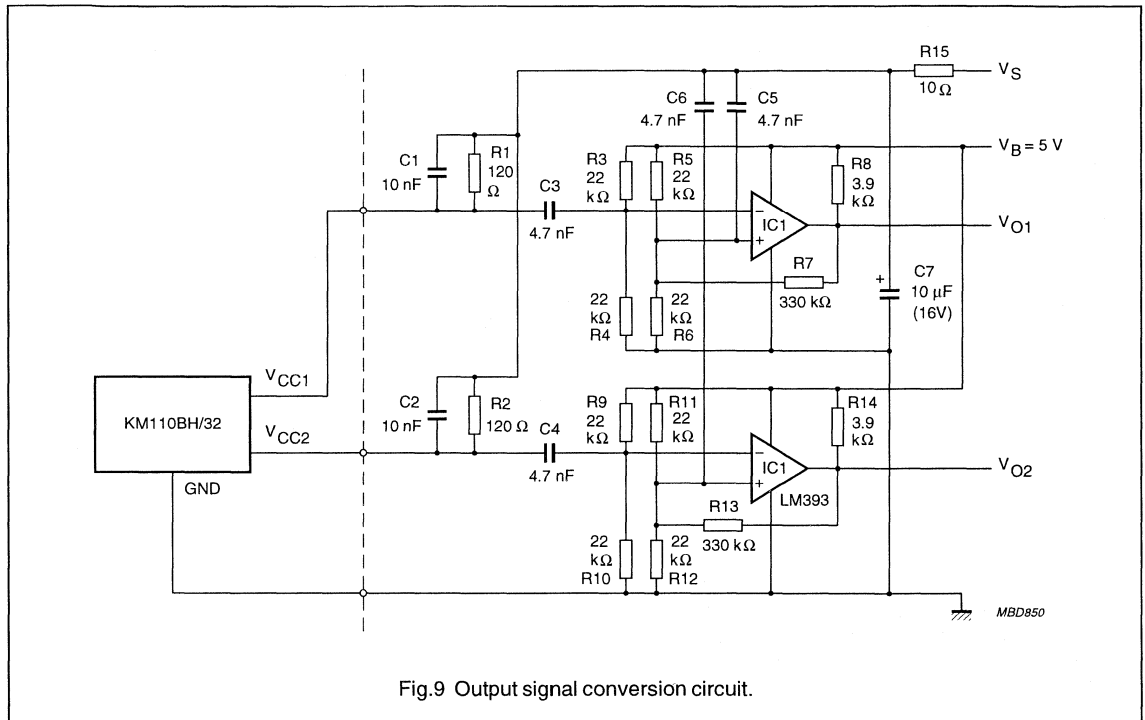 R15
V_S
10 Ω
C6
4.7 nF
C5
4.7 nF
V_B = 5 V
C1
10 nF
R1
120
Ω
C3
4.7 nF
R3
22
kΩ
R5
22
kΩ
R8
3.9
kΩ
−
IC1
+
V_O1
R7
330 kΩ
+
C7
10 µF
(16V)
22
kΩ
R4
22
kΩ
R6
V_CC1
KM110BH/32
V_CC2
GND
C2
10 nF
R2
120 Ω
C4
4.7 nF
R9
22
kΩ
R11
22
kΩ
R14
3.9
kΩ
−
IC1
+
LM393
V_O2
R13
330 kΩ
22
kΩ
R10
22
kΩ
R12
MBD850
Fig.9 Output signal conversion circuit.